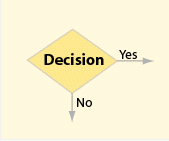 Decision
Yes
No